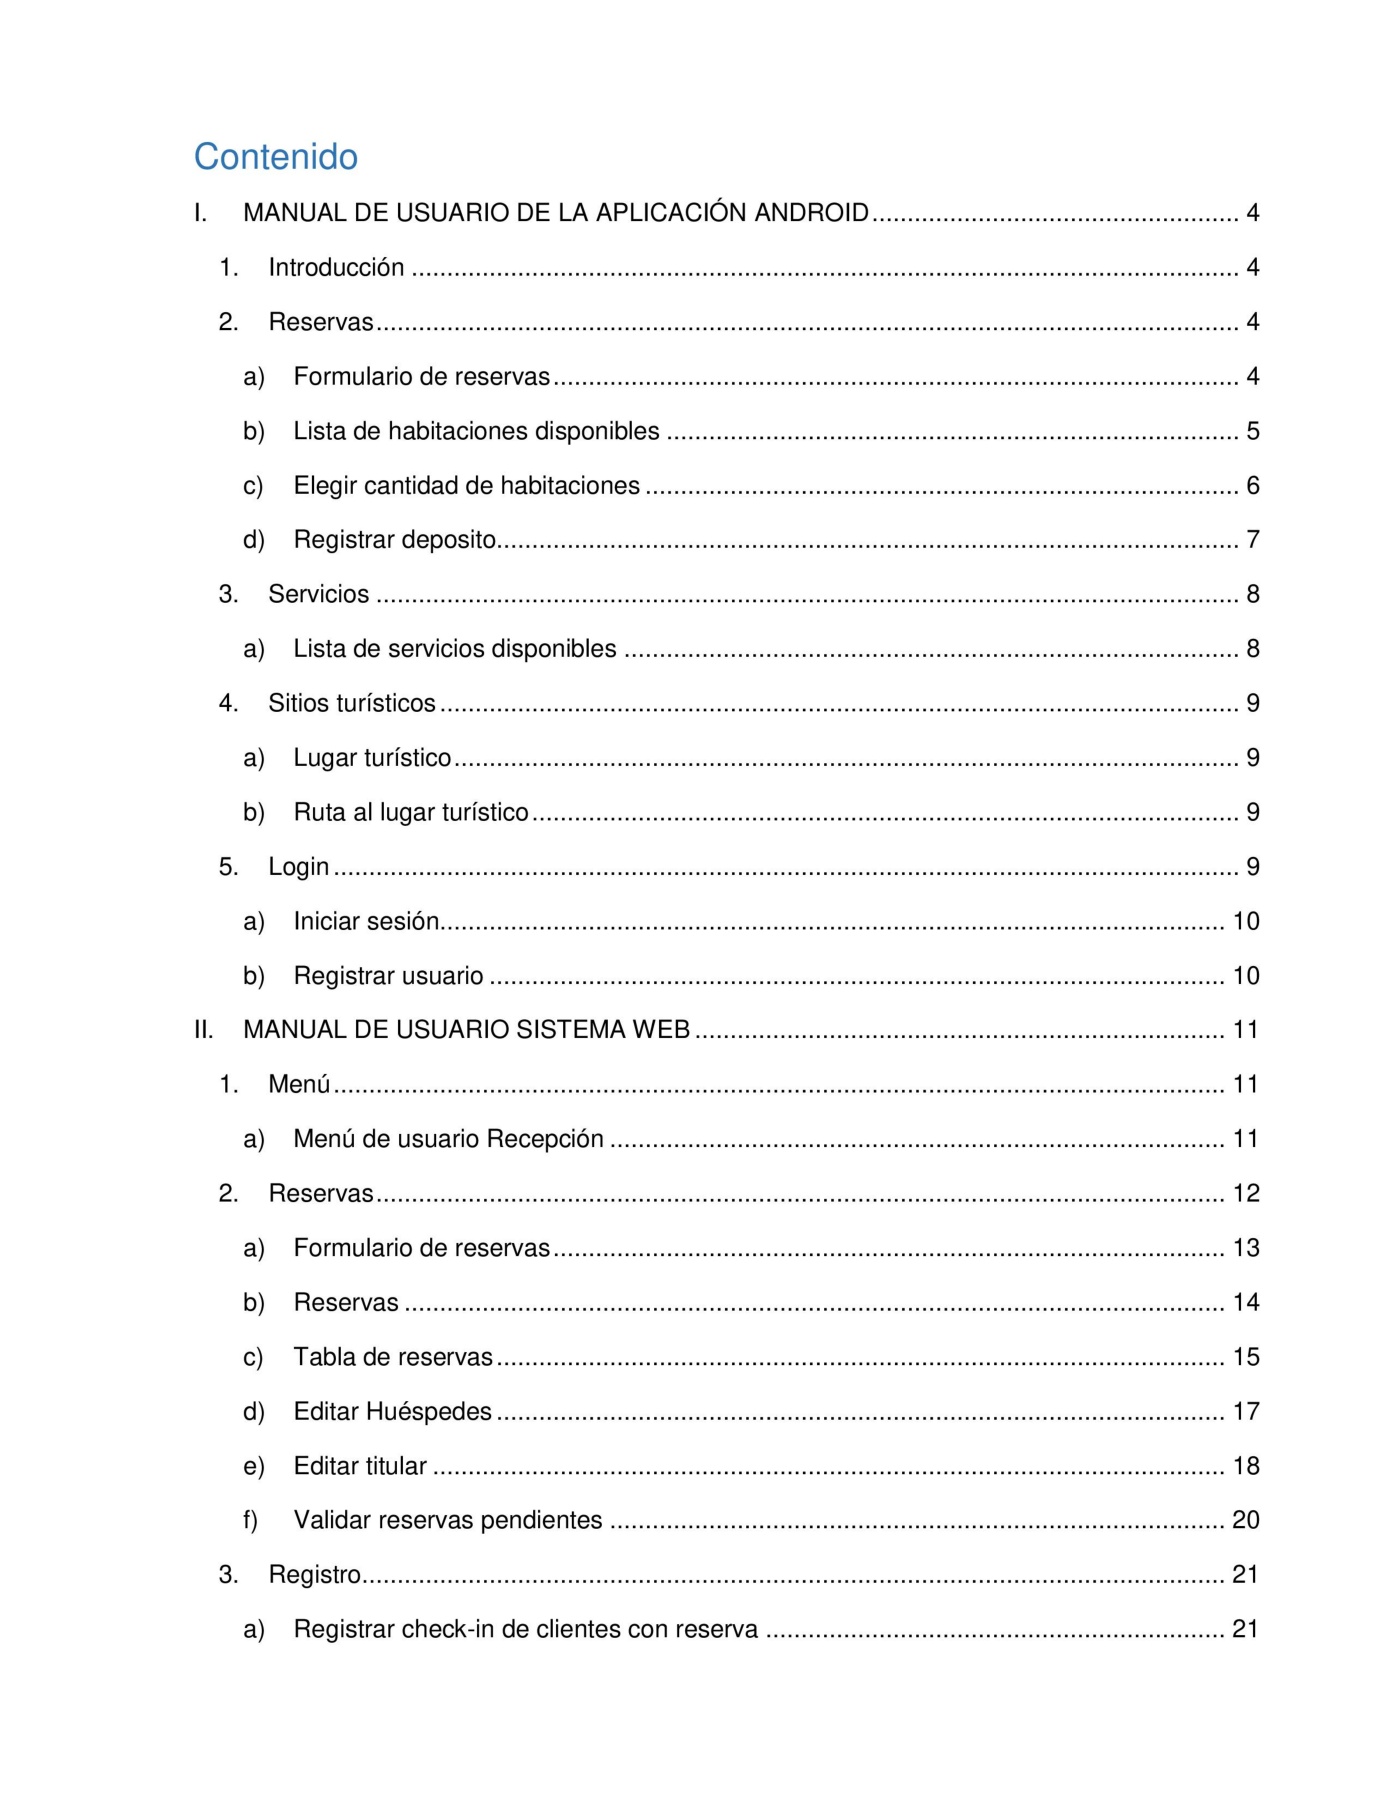 Contenido
I. MANUAL DE USUARIO DE LA APLICACIÓN ANDROID.................................................... 4
1. Introducción ..................................................................................................................... 4
2. Reservas.......................................................................................................................... 4
a) Formulario de reservas................................................................................................. 4
b) Lista de habitaciones disponibles ................................................................................. 5
c) Elegir cantidad de habitaciones .................................................................................... 6
d) Registrar deposito......................................................................................................... 7
3. Servicios .......................................................................................................................... 8
a) Lista de servicios disponibles ....................................................................................... 8
4. Sitios turísticos ................................................................................................................. 9
a) Lugar turístico............................................................................................................... 9
b) Ruta al lugar turístico.................................................................................................... 9
5. Login ................................................................................................................................ 9
a) Iniciar sesión............................................................................................................... 10
b) Registrar usuario ........................................................................................................ 10
II. MANUAL DE USUARIO SISTEMA WEB ........................................................................... 11
1. Menú.............................................................................................................................. 11
a) Menú de usuario Recepción ....................................................................................... 11
2. Reservas........................................................................................................................ 12
a) Formulario de reservas............................................................................................... 13
b) Reservas .................................................................................................................... 14
c) Tabla de reservas....................................................................................................... 15
d) Editar Huéspedes ....................................................................................................... 17
e) Editar titular ................................................................................................................ 18
f) Validar reservas pendientes ....................................................................................... 20
3. Registro.......................................................................................................................... 21
a) Registrar check-in de clientes con reserva ................................................................. 21